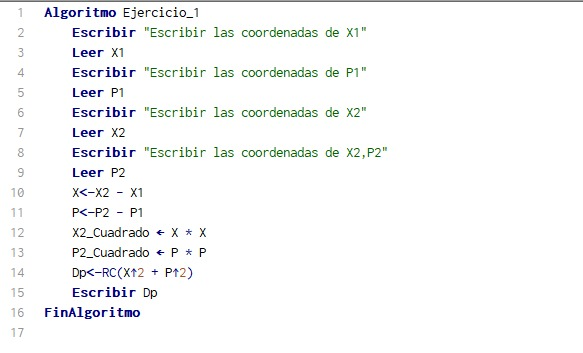 1 Algoritmo Ejercicio_1
2 Escribir "Escribir las coordenadas de X1"
3 Leer X1
4 Escribir "Escribir las coordenadas de P1"
5 Leer P1
6 Escribir "Escribir las coordenadas de X2"
7 Leer X2
8 Escribir "Escribir las coordenadas de X2,P2"
9 Leer P2
10 X<-X2 - X1
11 P<-P2 - P1
12 X2_Cuadrado ← X * X
13 P2_Cuadrado ← P * P
14 Dp<-RC(X↑2 + P↑2)
15 Escribir Dp
16 FinAlgoritmo
17